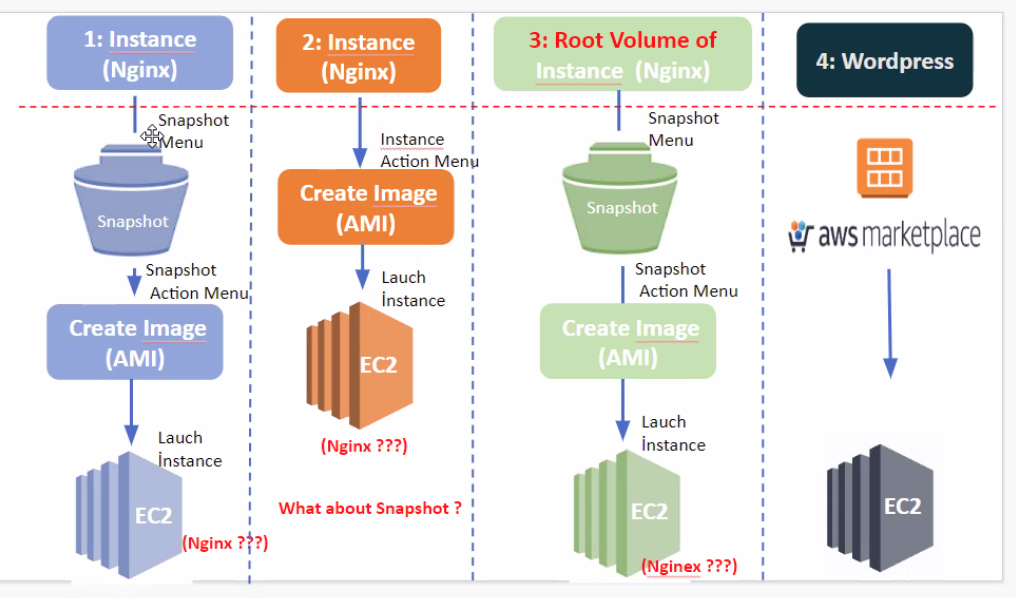 1: Instance
(Nginx)
Snapshot
Menu
Snapshot
Snapshot
Action Menu
Create Image
(AMI)
Lauch
İnstance
EC2
(Nginx ???)
2: Instance
(Nginx)
Instance
Action Menu
Create Image
(AMI)
Lauch
İnstance
EC2
(Nginx ???)
What about Snapshot ?
3: Root Volume of
Instance (Nginx)
Snapshot
Menu
Snapshot
Snapshot
Action Menu
Create Image
(AMI)
Lauch
İnstance
EC2
(Nginex ???)
4: Wordpress
aws marketplace
EC2